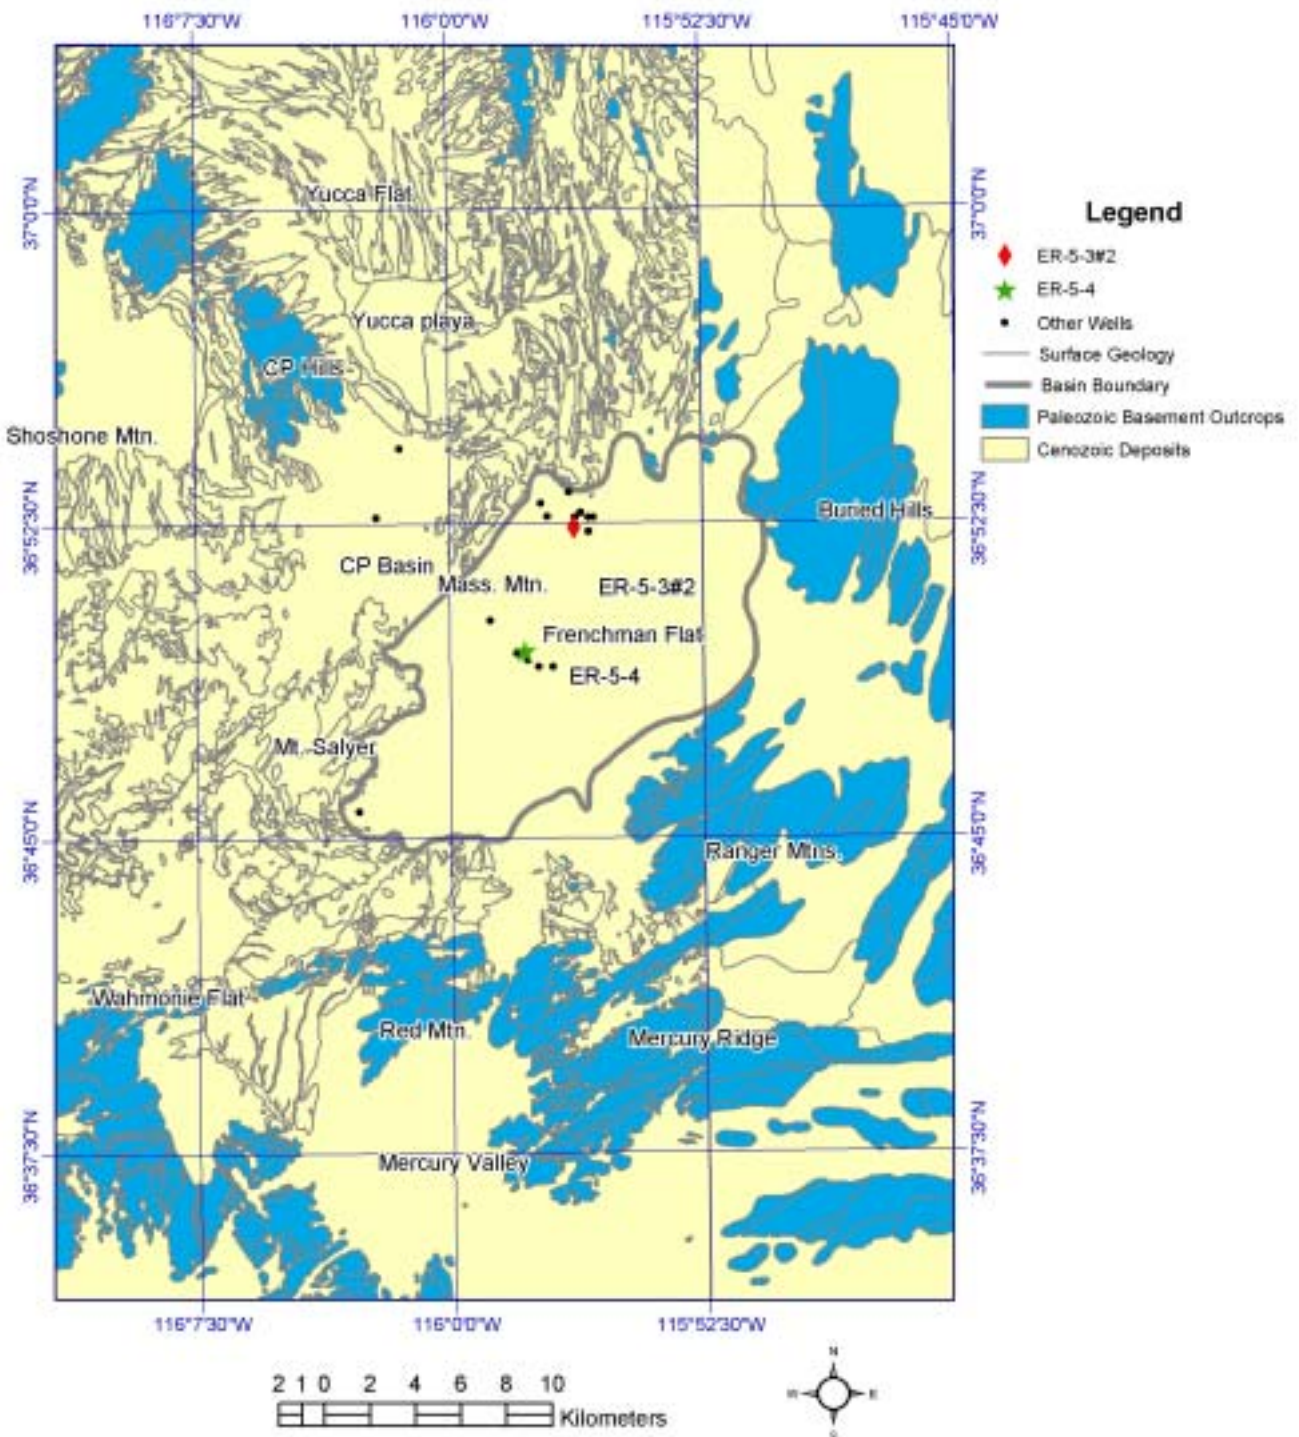 116°7'30"W 116°0'0"W 115°52'30"W 115°45'0"W
37°0'0"N
37°0'0"N
Yucca Flat
Legend
ER-5-3#2
ER-5-4
Other Wells
Surface Geology
Basin Boundary
Paleozoic Basement Outcrops
Cenozoic Deposits
Yucca playa
CP Hills
Shoshone Mtn.
36°52'30"N
36°52'30"N
Buried Hills
CP Basin
Mass. Mtn.
ER-5-3#2
Frenchman Flat
ER-5-4
Mt. Salyer
36°45'0"N
36°45'0"N
Ranger Mtns.
Wahmonie Flat
Red Mtn.
Mercury Ridge
36°37'30"N
36°37'30"N
Mercury Valley
116°7'30"W 116°0'0"W 115°52'30"W
2 1 0 2 4 6 8 10
Kilometers
N
W E
S